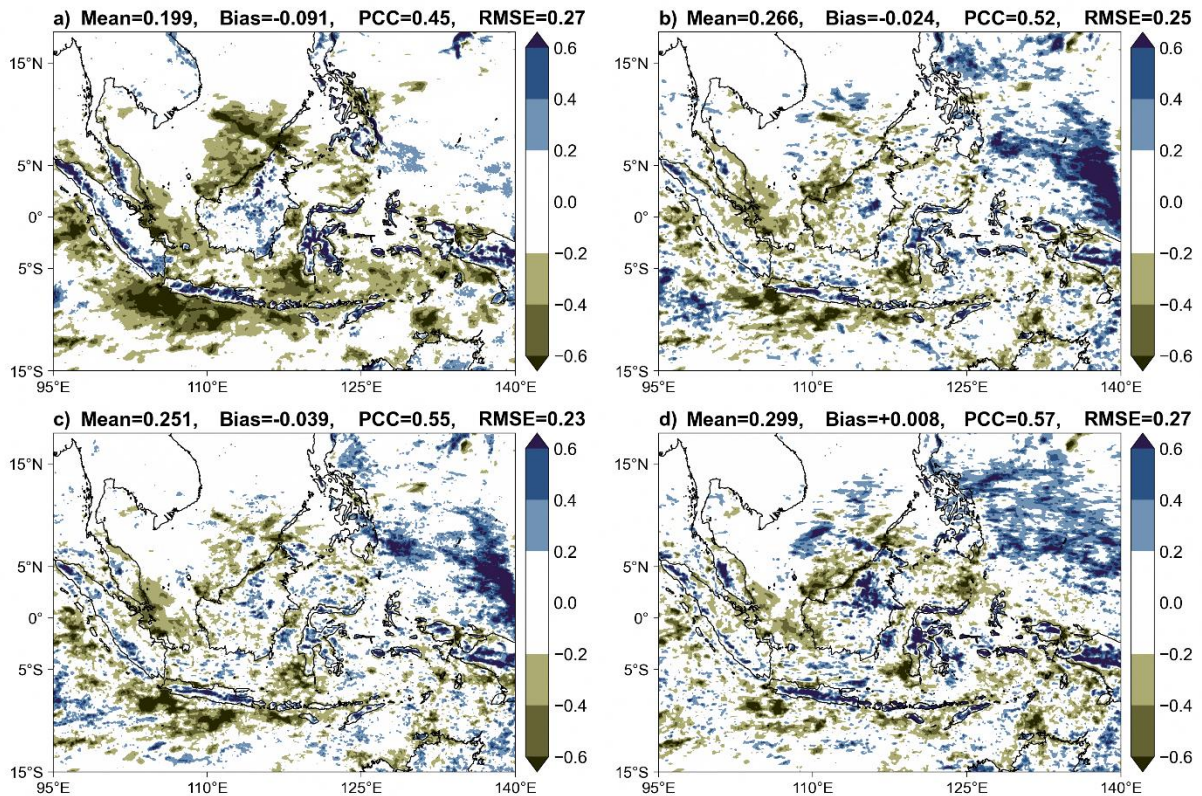 a) Mean=0.199, Bias=-0.091, PCC=0.45, RMSE=0.27
15°N
5°N
0°
5°S
15°S
95°E 110°E 125°E 140°E
0.6
0.4
0.2
0.0
−0.2
−0.4
−0.6
b) Mean=0.266, Bias=-0.024, PCC=0.52, RMSE=0.25
15°N
5°N
0°
5°S
15°S
95°E 110°E 125°E 140°E
0.6
0.4
0.2
0.0
−0.2
−0.4
−0.6
c) Mean=0.251, Bias=-0.039, PCC=0.55, RMSE=0.23
15°N
5°N
0°
5°S
15°S
95°E 110°E 125°E 140°E
0.6
0.4
0.2
0.0
−0.2
−0.4
−0.6
d) Mean=0.299, Bias=+0.008, PCC=0.57, RMSE=0.27
15°N
5°N
0°
5°S
15°S
95°E 110°E 125°E 140°E
0.6
0.4
0.2
0.0
−0.2
−0.4
−0.6